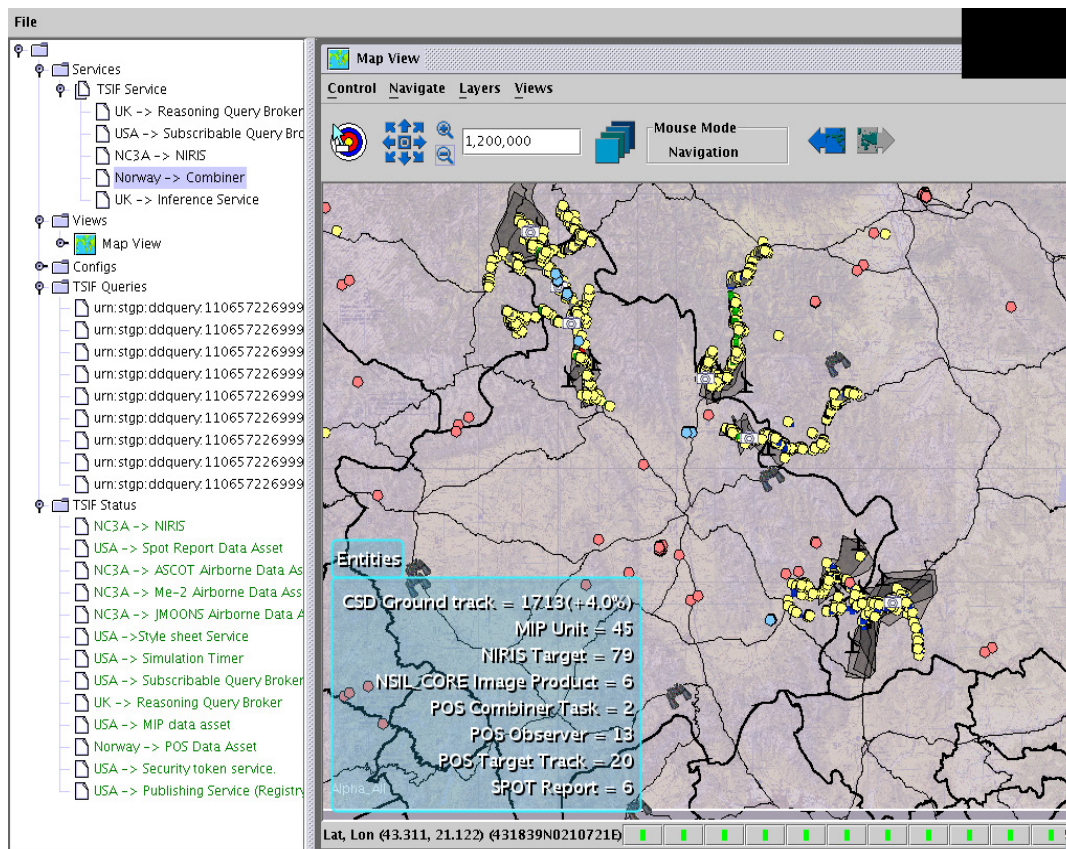 File
Services
TSIF Service
UK -> Reasoning Query Broker
USA -> Subscribable Query Bro
NC3A -> NIRIS
Norway -> Combiner
UK -> Inference Service
Views
Map View
Configs
TSIF Queries
urn:stgp:ddquery:110657226999
urn:stgp:ddquery:110657226999
urn:stgp:ddquery:110657226999
urn:stgp:ddquery:110657226999
urn:stgp:ddquery:110657226999
urn:stgp:ddquery:110657226999
urn:stgp:ddquery:110657226999
urn:stgp:ddquery:110657226999
urn:stgp:ddquery:110657226999
TSIF Status
NC3A -> NIRIS
USA -> Spot Report Data Asset
NC3A -> ASCOT Airborne Data As
NC3A -> Me-2 Airborne Data Ass
NC3A -> JMOONS Airborne Data A
USA ->Style sheet Service
USA -> Simulation Timer
USA -> Subscribable Query Broker
UK -> Reasoning Query Broker
USA -> MIP data asset
Norway -> POS Data Asset
USA -> Security token service.
USA -> Publishing Service (Registry
Map View
Control Navigate Layers Views
1,200,000
Mouse Mode
Navigation
Entities
CSD Ground track = 1713(+4.0%)
MIP Unit = 45
NIRIS Target = 79
NSIL_CORE Image Product = 6
POS Combiner Task = 2
POS Observer = 13
POS Target Track = 20
SPOT Report = 6
Alpha_All
Lat, Lon (43.311, 21.122) (431839N0210721E)